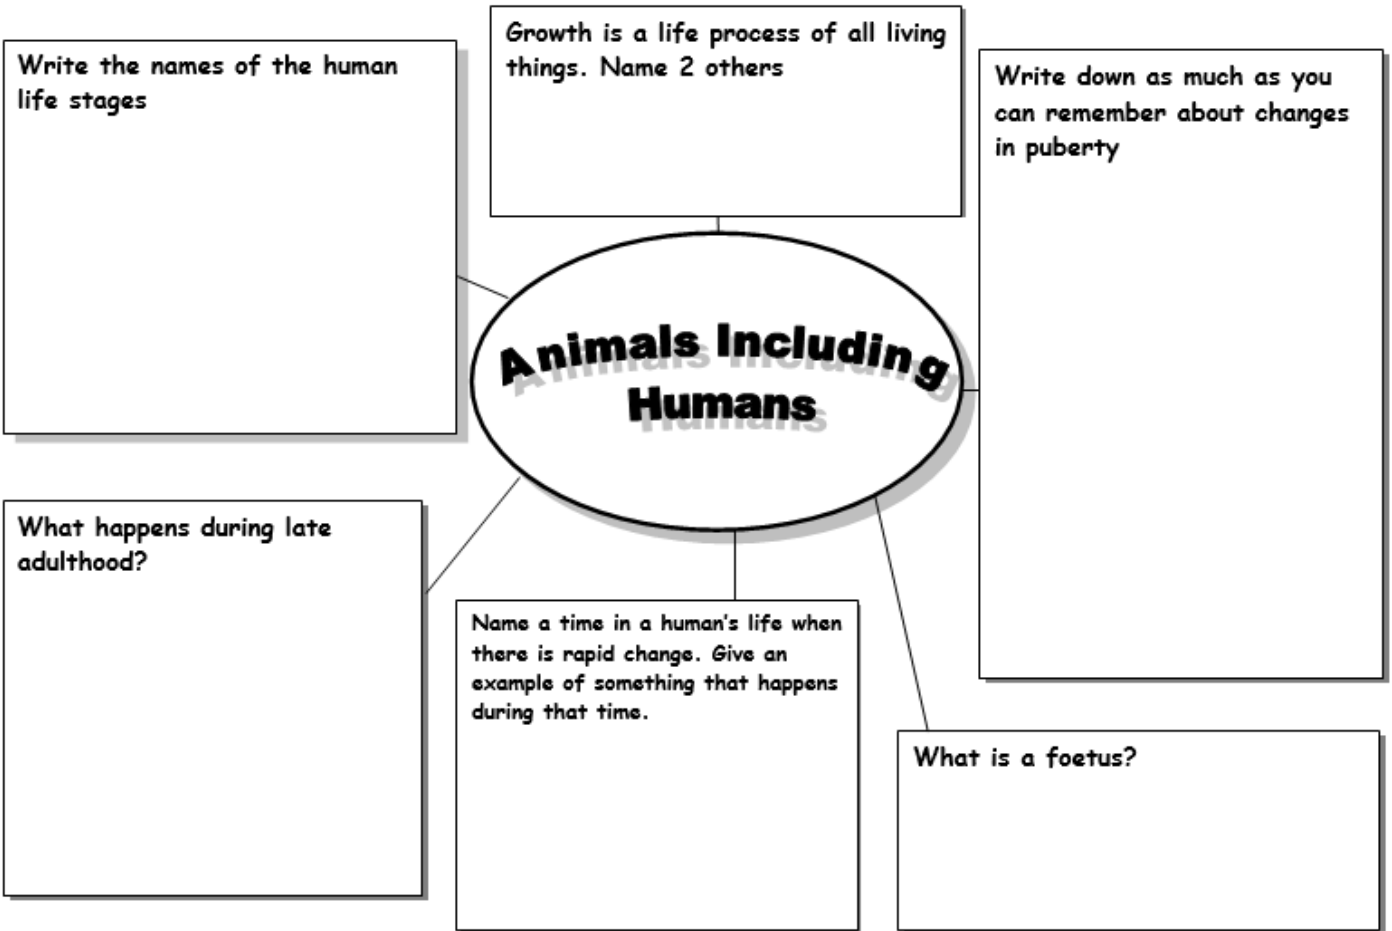 Write the names of the human
life stages
Growth is a life process of all living
things. Name 2 others
Write down as much as you
can remember about changes
in puberty
Animals Including
Humans
What happens during late
adulthood?
Name a time in a human's life when
there is rapid change. Give an
example of something that happens
during that time.
What is a foetus?